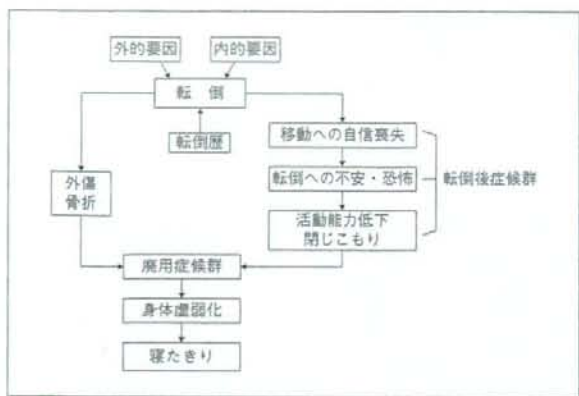 外的要因
内的要因
転 倒
転倒歴
移動への自信喪失
転倒への不安・恐怖
転倒後症候群
外傷
骨折
活動能力低下
閉じこもり
廃用症候群
身体虚弱化
寝たきり